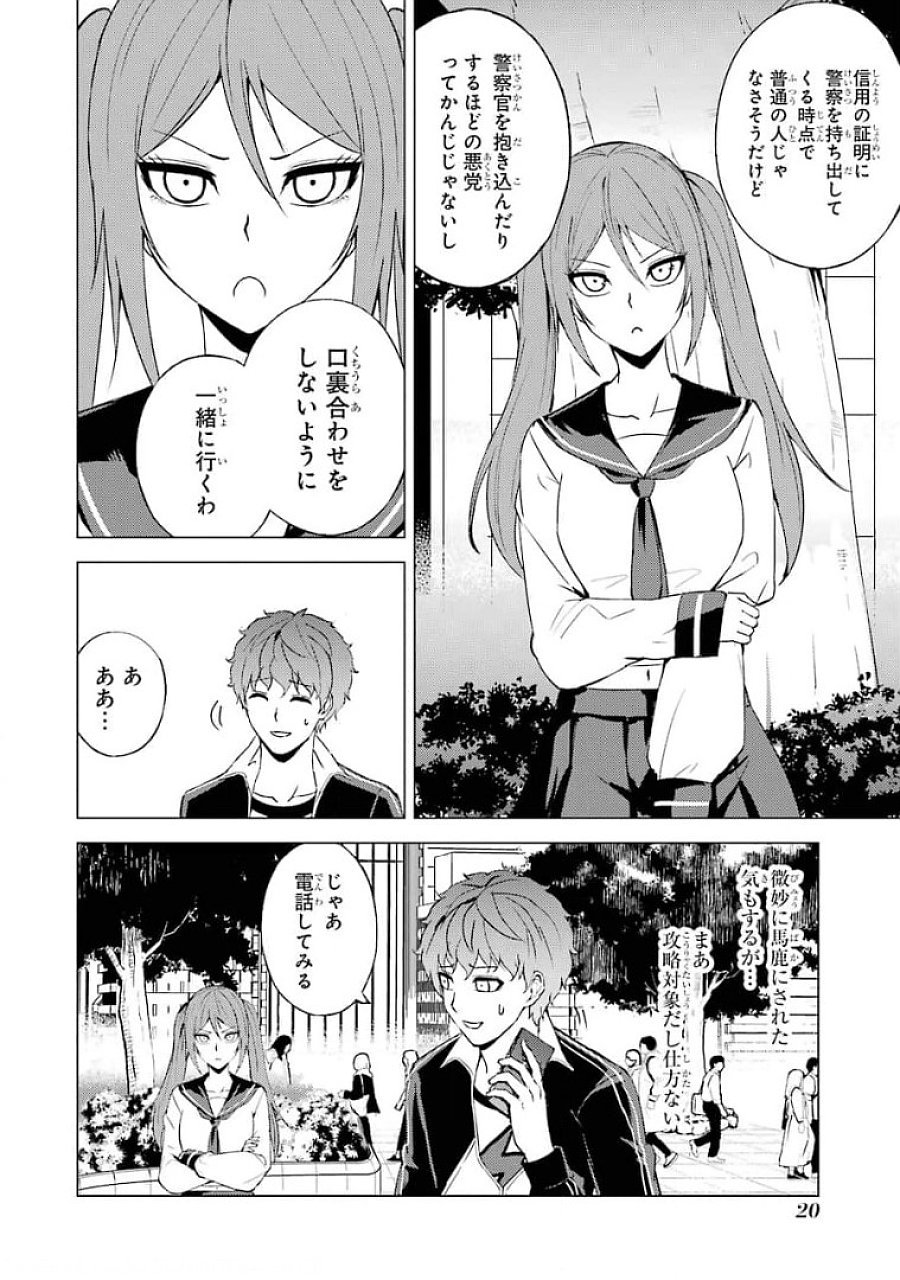 信用の証明に
警察を持ち出して
くる時点で
普通の人じゃ
なさそうだけど
警察官を抱き込んだり
するほどの悪党
ってかんじじゃないし
口裏合わせを
しないように
一緒に行くわ
あ
ああ…
微妙に馬鹿にされた
気もするが…
まあ
攻略対象だし仕方ない
じゃあ
電話してみる
20